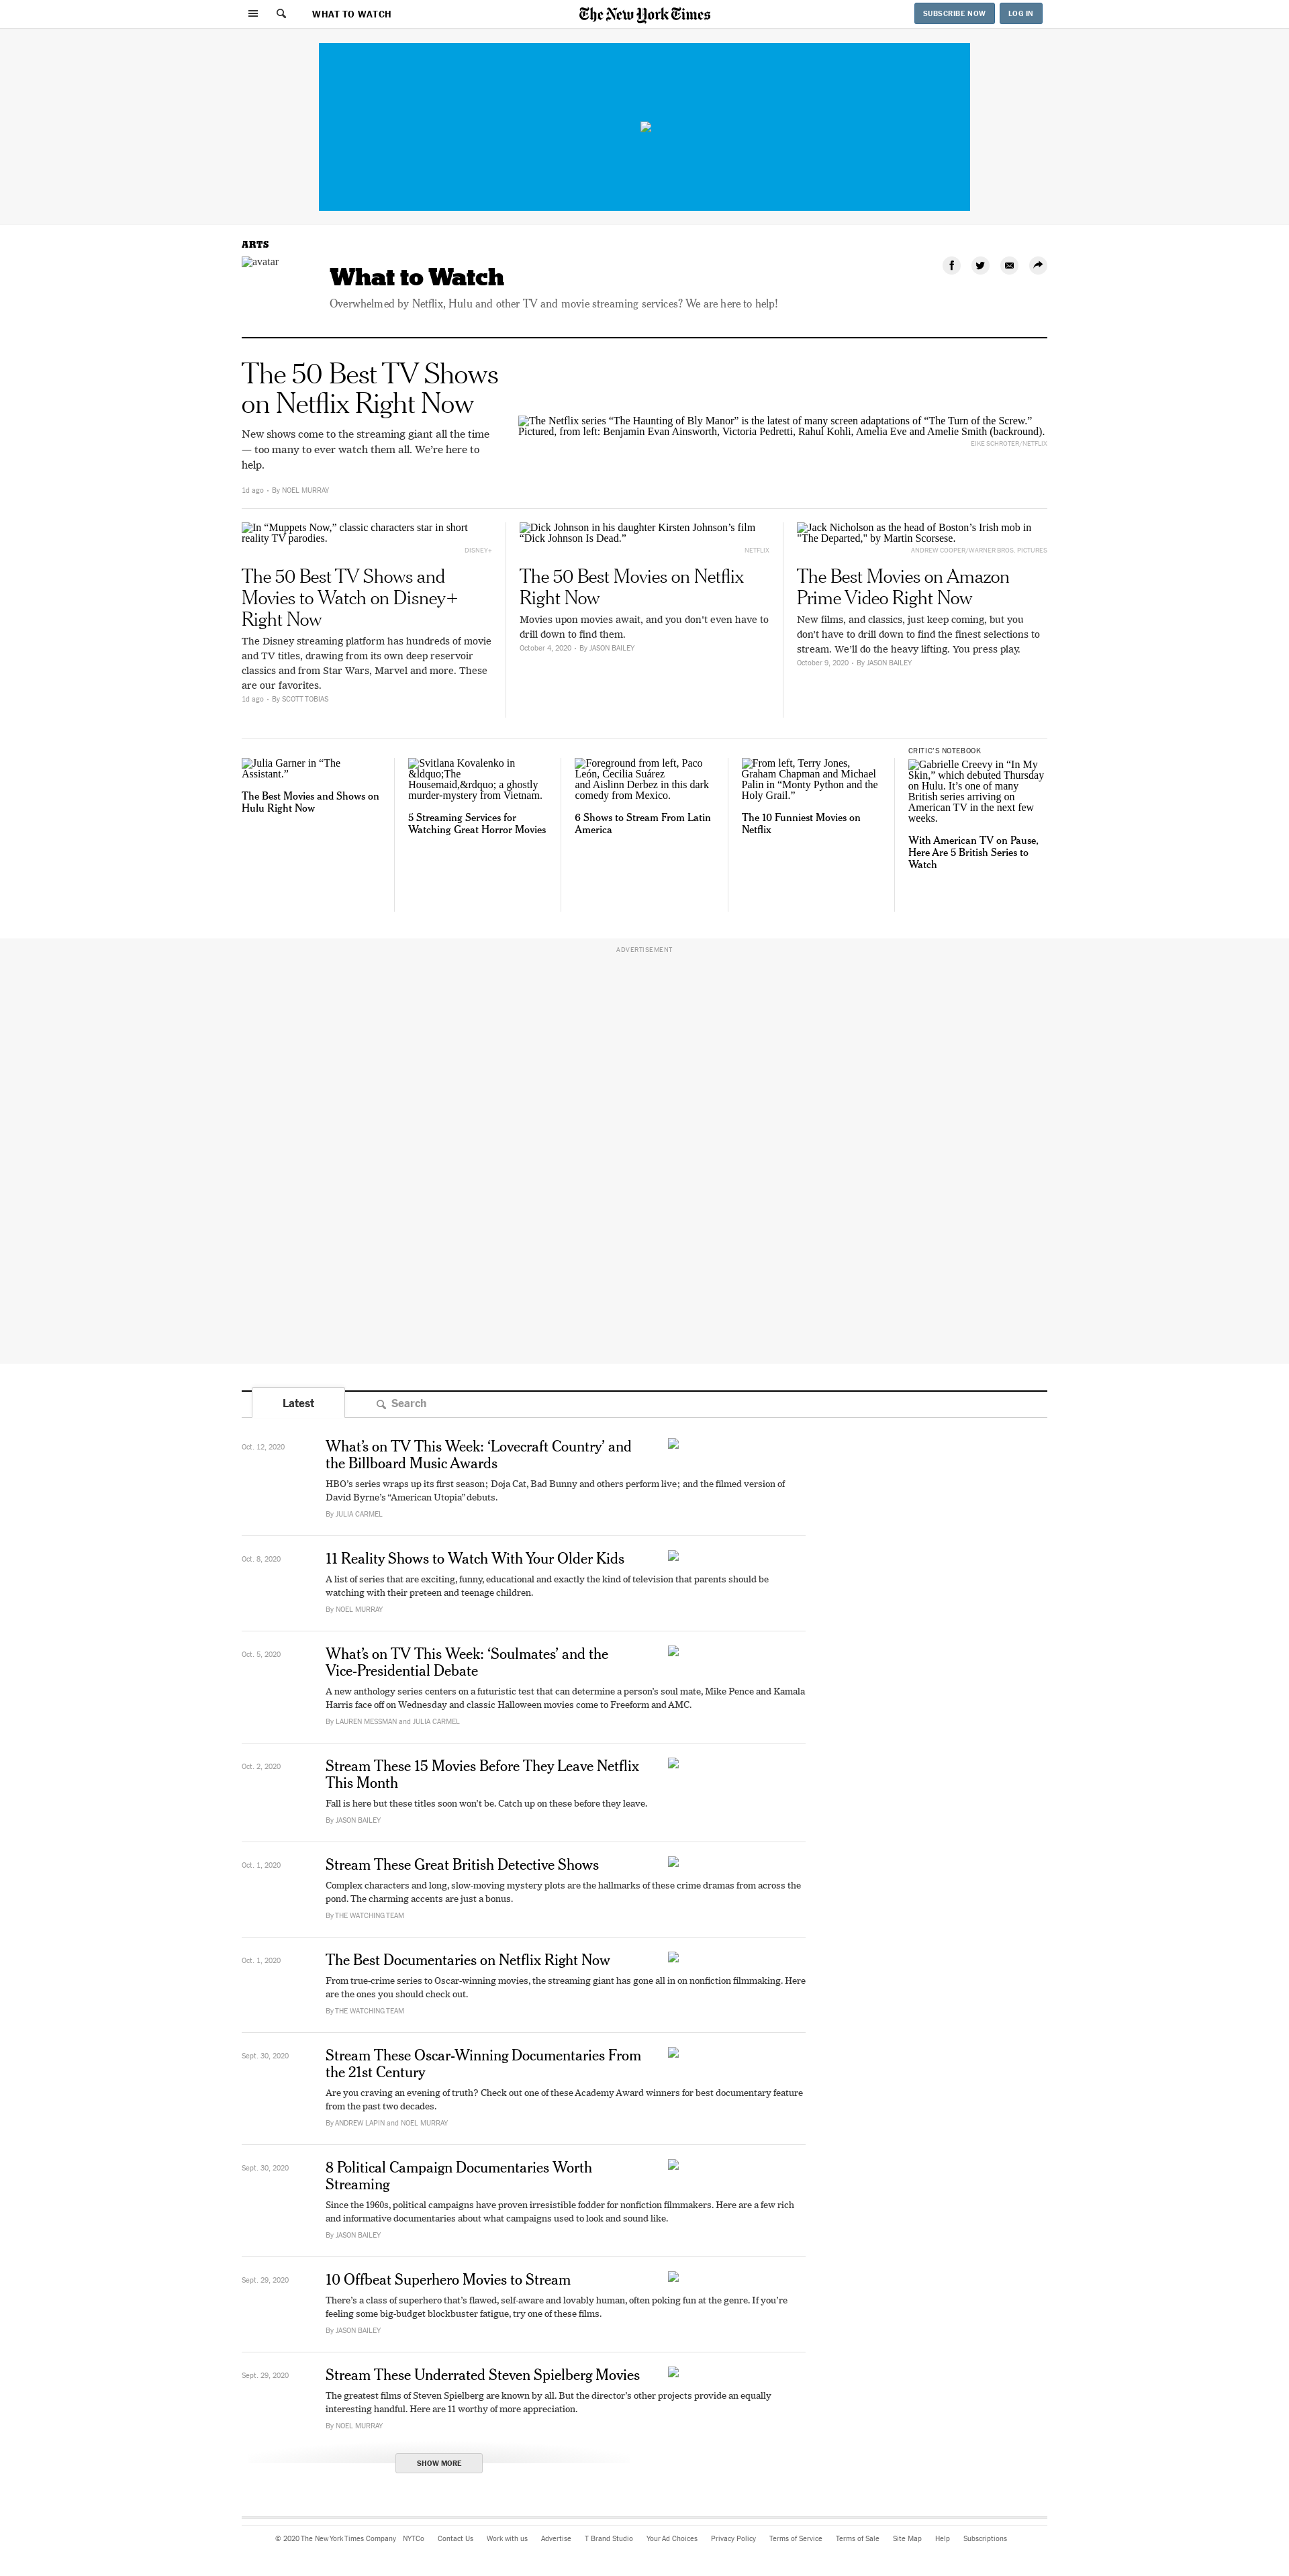 WHAT TO WATCH
The New York Times
SUBSCRIBE NOW
LOG IN
ARTS
avatar
What to Watch
Overwhelmed by Netflix, Hulu and other TV and movie streaming services? We are here to help!
The 50 Best TV Shows
on Netflix Right Now
New shows come to the streaming giant all the time
— too many to ever watch them all. We’re here to
help.
1d ago · By NOEL MURRAY
The Netflix series “The Haunting of Bly Manor” is the latest of many screen adaptations of “The Turn of the Screw.”
Pictured, from left: Benjamin Evan Ainsworth, Victoria Pedretti, Rahul Kohli, Amelia Eve and Amelie Smith (backround).
EIKE SCHROTER/NETFLIX
In “Muppets Now,” classic characters star in short
reality TV parodies.
DISNEY+
The 50 Best TV Shows and
Movies to Watch on Disney+
Right Now
The Disney streaming platform has hundreds of movie
and TV titles, drawing from its own deep reservoir
classics and from Star Wars, Marvel and more. These
are our favorites.
1d ago · By SCOTT TOBIAS
Dick Johnson in his daughter Kirsten Johnson’s film
“Dick Johnson Is Dead.”
NETFLIX
The 50 Best Movies on Netflix
Right Now
Movies upon movies await, and you don’t even have to
drill down to find them.
October 4, 2020 · By JASON BAILEY
Jack Nicholson as the head of Boston’s Irish mob in
"The Departed," by Martin Scorsese.
ANDREW COOPER/WARNER BROS. PICTURES
The Best Movies on Amazon
Prime Video Right Now
New films, and classics, just keep coming, but you
don’t have to drill down to find the finest selections to
stream. We’ll do the heavy lifting. You press play.
October 9, 2020 · By JASON BAILEY
Julia Garner in “The
Assistant.”
The Best Movies and Shows on
Hulu Right Now
Svitlana Kovalenko in
&ldquo;The
Housemaid,&rdquo; a ghostly
murder-mystery from Vietnam.
5 Streaming Services for
Watching Great Horror Movies
Foreground from left, Paco
León, Cecilia Suárez
and Aislinn Derbez in this dark
comedy from Mexico.
6 Shows to Stream From Latin
America
From left, Terry Jones,
Graham Chapman and Michael
Palin in “Monty Python and the
Holy Grail.”
The 10 Funniest Movies on
Netflix
CRITIC’S NOTEBOOK
Gabrielle Creevy in “In My
Skin,” which debuted Thursday
on Hulu. It’s one of many
British series arriving on
American TV in the next few
weeks.
With American TV on Pause,
Here Are 5 British Series to
Watch
ADVERTISEMENT
Latest
Search
Oct. 12, 2020
What’s on TV This Week: ‘Lovecraft Country’ and
the Billboard Music Awards
HBO’s series wraps up its first season; Doja Cat, Bad Bunny and others perform live; and the filmed version of
David Byrne’s “American Utopia” debuts.
By JULIA CARMEL
Oct. 8, 2020
11 Reality Shows to Watch With Your Older Kids
A list of series that are exciting, funny, educational and exactly the kind of television that parents should be
watching with their preteen and teenage children.
By NOEL MURRAY
Oct. 5, 2020
What’s on TV This Week: ‘Soulmates’ and the
Vice-Presidential Debate
A new anthology series centers on a futuristic test that can determine a person’s soul mate, Mike Pence and Kamala
Harris face off on Wednesday and classic Halloween movies come to Freeform and AMC.
By LAUREN MESSMAN and JULIA CARMEL
Oct. 2, 2020
Stream These 15 Movies Before They Leave Netflix
This Month
Fall is here but these titles soon won’t be. Catch up on these before they leave.
By JASON BAILEY
Oct. 1, 2020
Stream These Great British Detective Shows
Complex characters and long, slow-moving mystery plots are the hallmarks of these crime dramas from across the
pond. The charming accents are just a bonus.
By THE WATCHING TEAM
Oct. 1, 2020
The Best Documentaries on Netflix Right Now
From true-crime series to Oscar-winning movies, the streaming giant has gone all in on nonfiction filmmaking. Here
are the ones you should check out.
By THE WATCHING TEAM
Sept. 30, 2020
Stream These Oscar-Winning Documentaries From
the 21st Century
Are you craving an evening of truth? Check out one of these Academy Award winners for best documentary feature
from the past two decades.
By ANDREW LAPIN and NOEL MURRAY
Sept. 30, 2020
8 Political Campaign Documentaries Worth
Streaming
Since the 1960s, political campaigns have proven irresistible fodder for nonfiction filmmakers. Here are a few rich
and informative documentaries about what campaigns used to look and sound like.
By JASON BAILEY
Sept. 29, 2020
10 Offbeat Superhero Movies to Stream
There’s a class of superhero that’s flawed, self-aware and lovably human, often poking fun at the genre. If you’re
feeling some big-budget blockbuster fatigue, try one of these films.
By JASON BAILEY
Sept. 29, 2020
Stream These Underrated Steven Spielberg Movies
The greatest films of Steven Spielberg are known by all. But the director’s other projects provide an equally
interesting handful. Here are 11 worthy of more appreciation.
By NOEL MURRAY
SHOW MORE
© 2020 The New York Times Company NYTCo Contact Us Work with us Advertise T Brand Studio Your Ad Choices Privacy Policy Terms of Service Terms of Sale Site Map Help Subscriptions